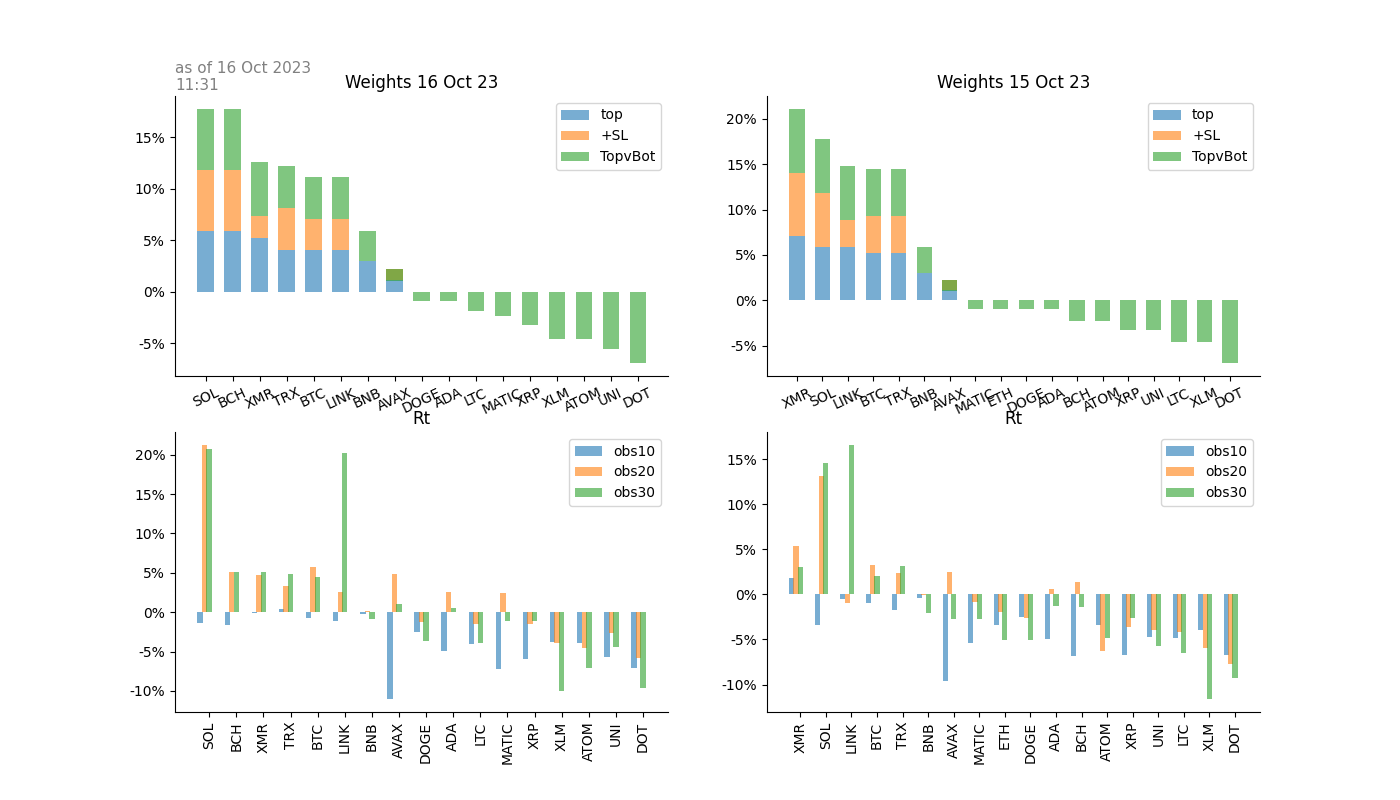 as of 16 Oct 2023
11:31
Weights 16 Oct 23
15%
10%
5%
0%
-5%
top
+SL
TopvBot
SOL BCH XMR TRX BTC LINK BNB AVAX DOGE ADA LTC MATIC XRP XLM ATOM UNI DOT
Weights 15 Oct 23
20%
15%
10%
5%
0%
-5%
top
+SL
TopvBot
XMR SOL LINK BTC TRX BNB AVAX MATIC ETH DOGE ADA BCH ATOM XRP UNI LTC XLM DOT
Rt
20%
15%
10%
5%
0%
-5%
-10%
obs10
obs20
obs30
SOL BCH XMR TRX BTC LINK BNB AVAX DOGE ADA LTC MATIC XRP XLM ATOM UNI DOT
Rt
15%
10%
5%
0%
-5%
-10%
obs10
obs20
obs30
XMR SOL LINK BTC TRX BNB AVAX MATIC ETH DOGE ADA BCH ATOM XRP UNI LTC XLM DOT